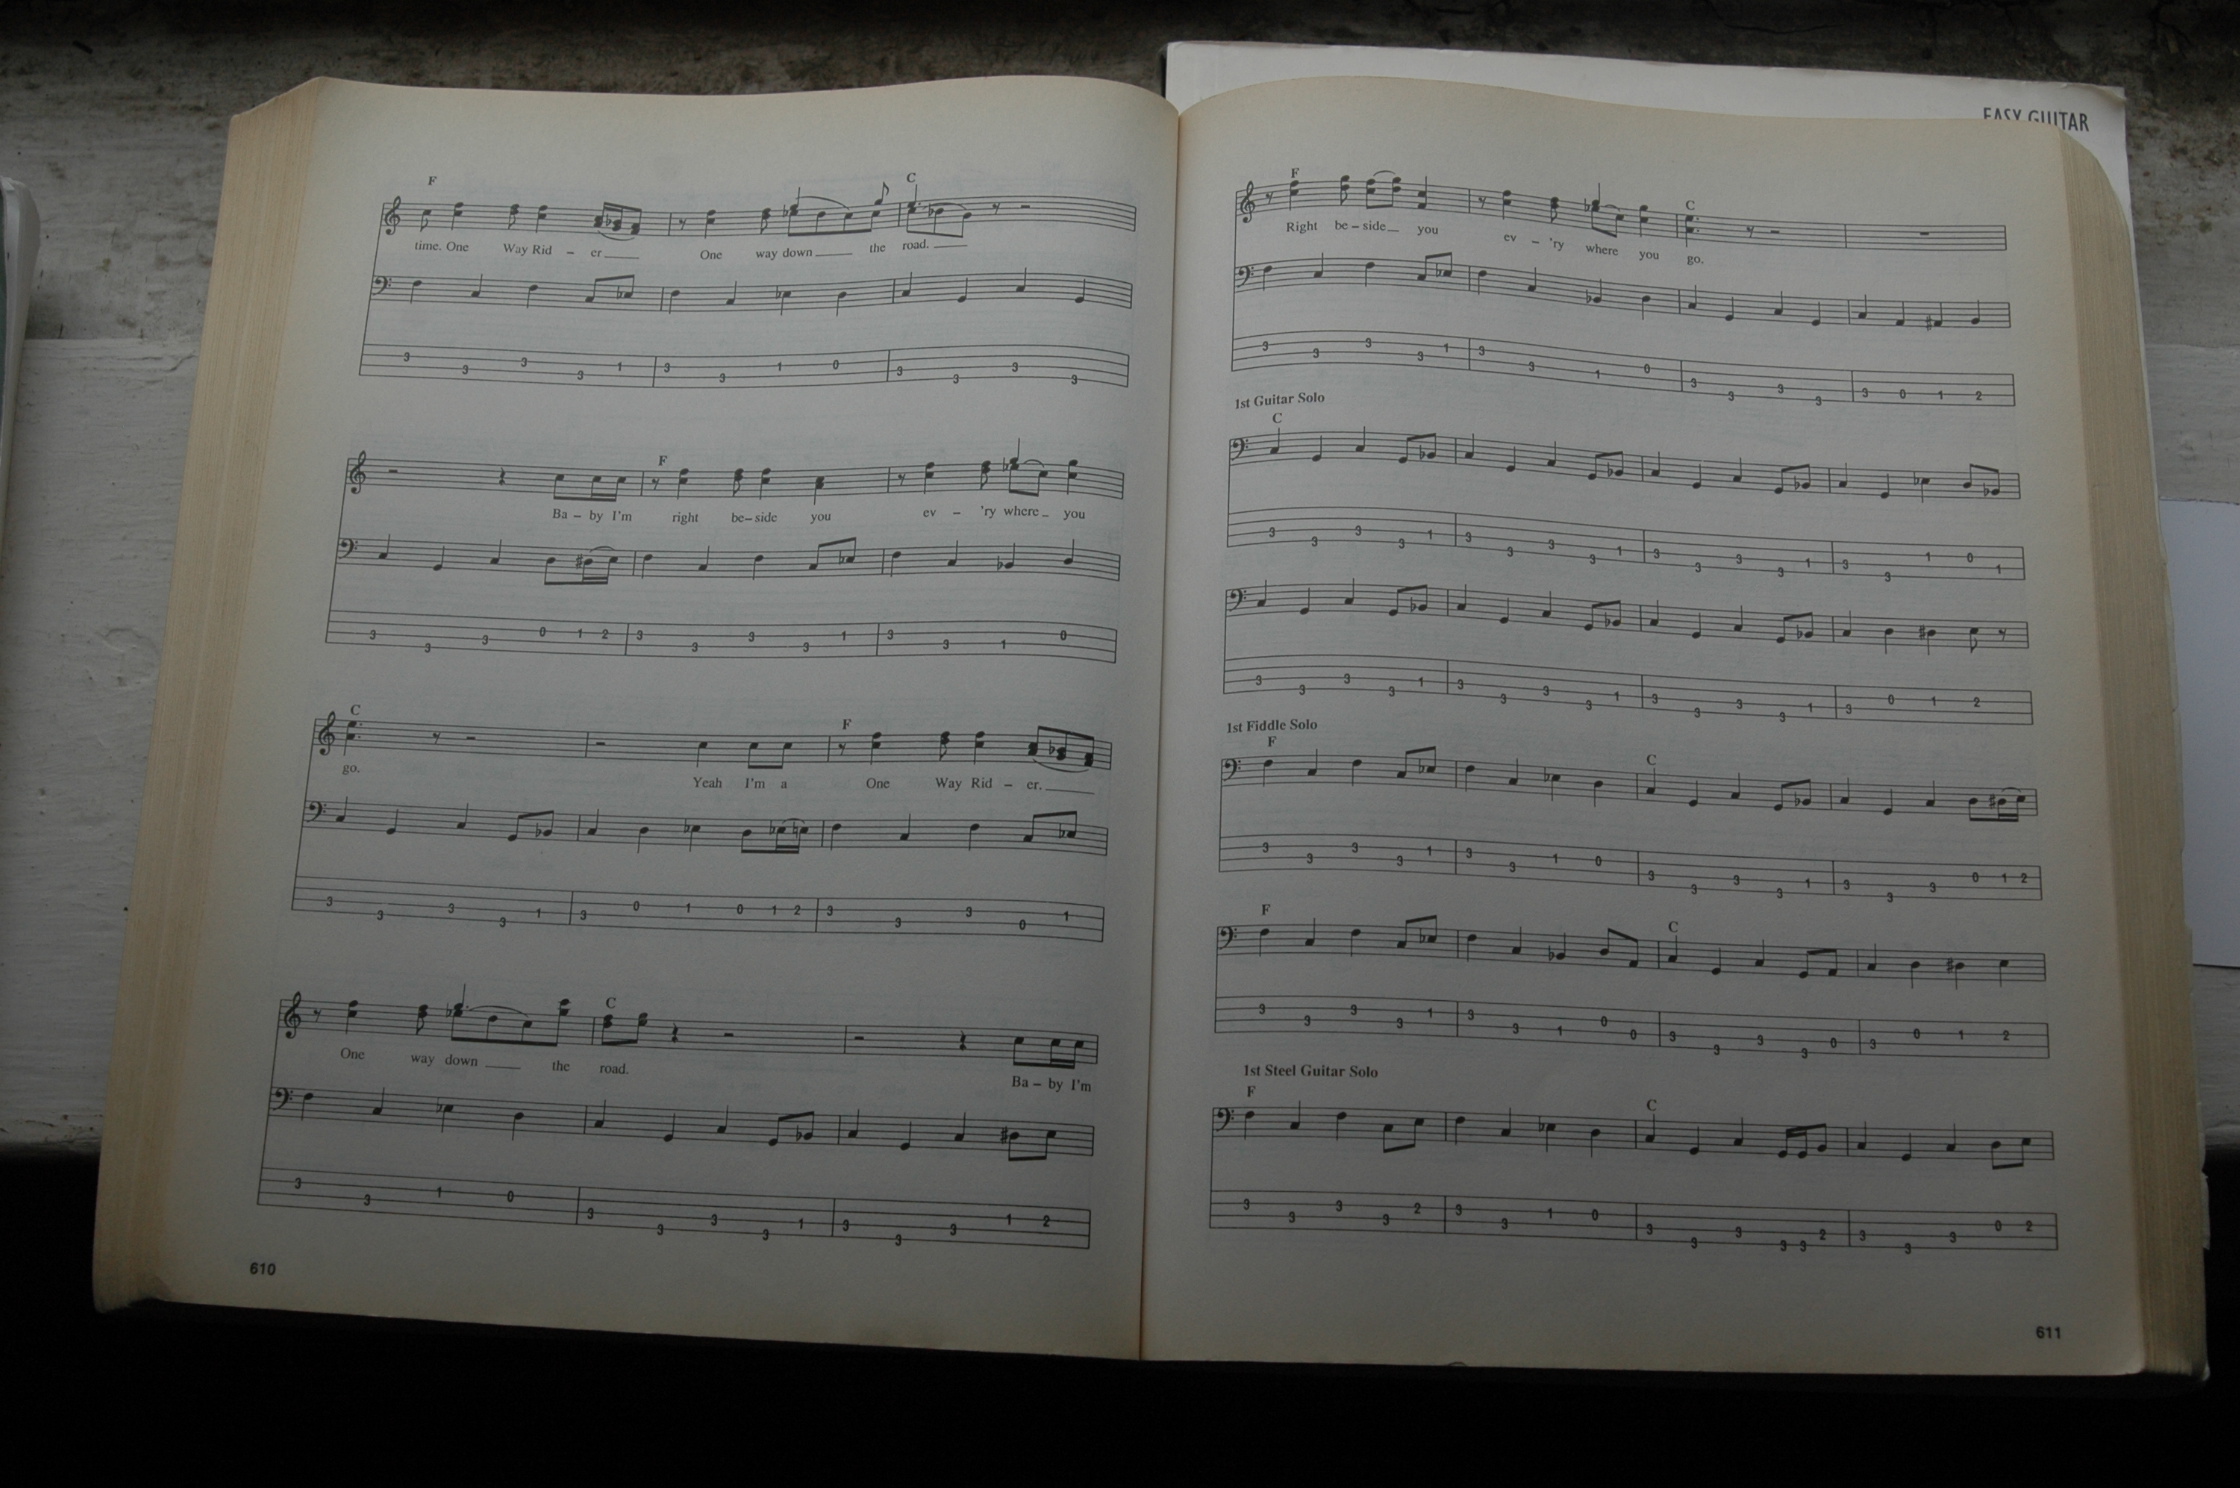 EASY GUITAR
F C
time. One Way Rid – er____ One way down____ the road.____
3 3 3 3 1 3 3 1 0 3 3 3 3
F
Ba – by I'm right be – side you ev – 'ry where_ you
3 3 3 0 1 2 3 3 3 3 1 3 3 1 0
C F
go. Yeah I'm a One Way Rid – er.____
3 3 3 3 1 3 0 1 0 1 2 3 3 3 0 1
C
One way down____ the road. Ba – by I'm
3 3 1 0 3 3 3 3 1 3 3 3 1 2
610
F C
Right be – side_ you ev – 'ry where you go.
3 3 3 3 1 3 3 1 0 3 3 3 3 3 0 1 2
1st Guitar Solo
C
3 3 3 3 1 3 3 3 3 1 3 3 3 3 1 3 3 1 0 1
3 3 3 3 1 3 3 3 3 1 3 3 3 3 1 3 0 1 2
1st Fiddle Solo
F C
3 3 3 3 1 3 3 1 0 3 3 3 3 1 3 3 3 0 1 2
F C
3 3 3 3 1 3 3 1 0 0 3 3 3 3 0 3 0 1 2
1st Steel Guitar Solo
F C
3 3 3 3 2 3 3 1 0 3 3 3 3 3 2 3 3 3 0 2
611